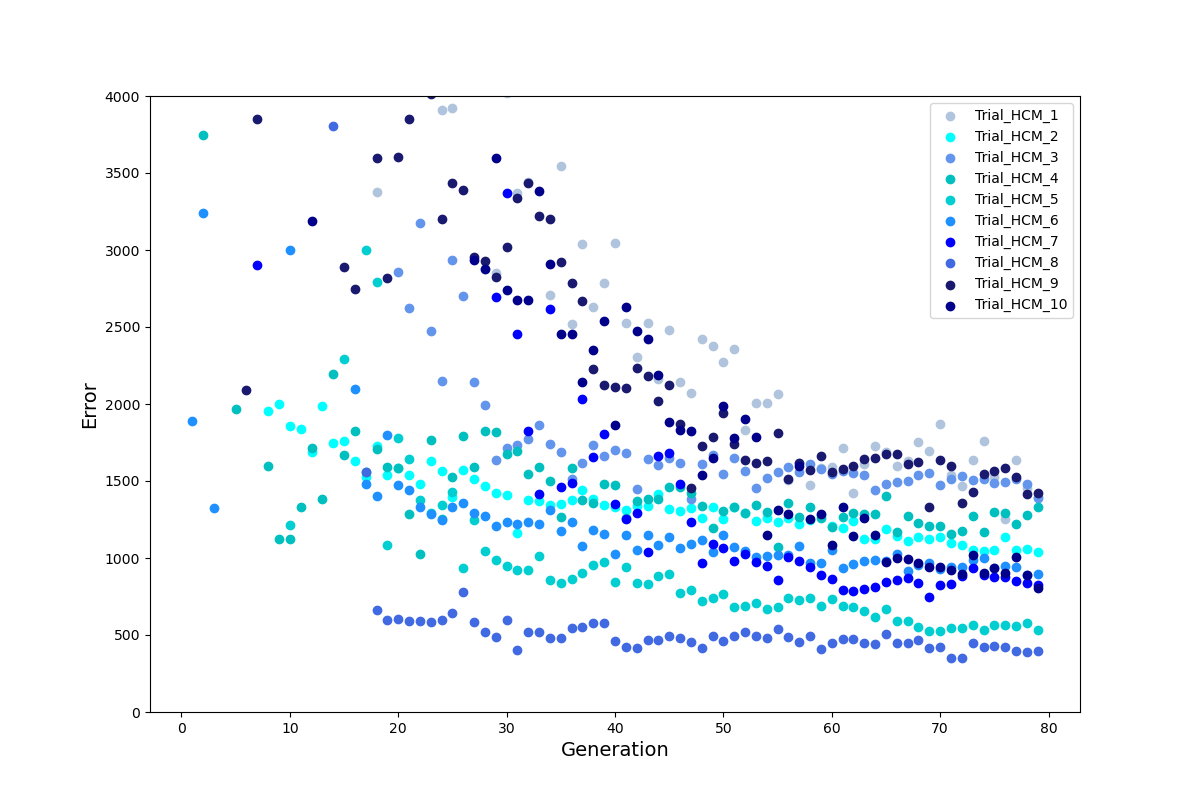 4000
3500
3000
2500
2000
1500
1000
500
0
Error
0 10 20 30 40 50 60 70 80
Generation
Trial_HCM_1
Trial_HCM_2
Trial_HCM_3
Trial_HCM_4
Trial_HCM_5
Trial_HCM_6
Trial_HCM_7
Trial_HCM_8
Trial_HCM_9
Trial_HCM_10